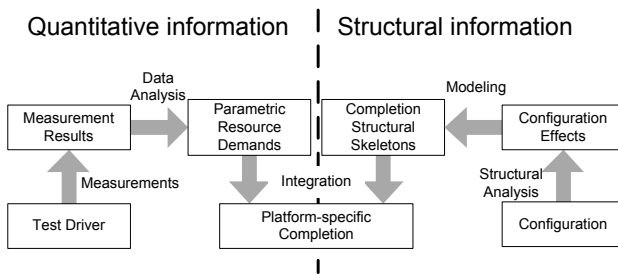 Quantitative information
Structural information
Data
Analysis
Modeling
Measurement
Results
Parametric
Resource
Demands
Completion
Structural
Skeletons
Configuration
Effects
Measurements
Integration
Structural
Analysis
Test Driver
Platform-specific
Completion
Configuration